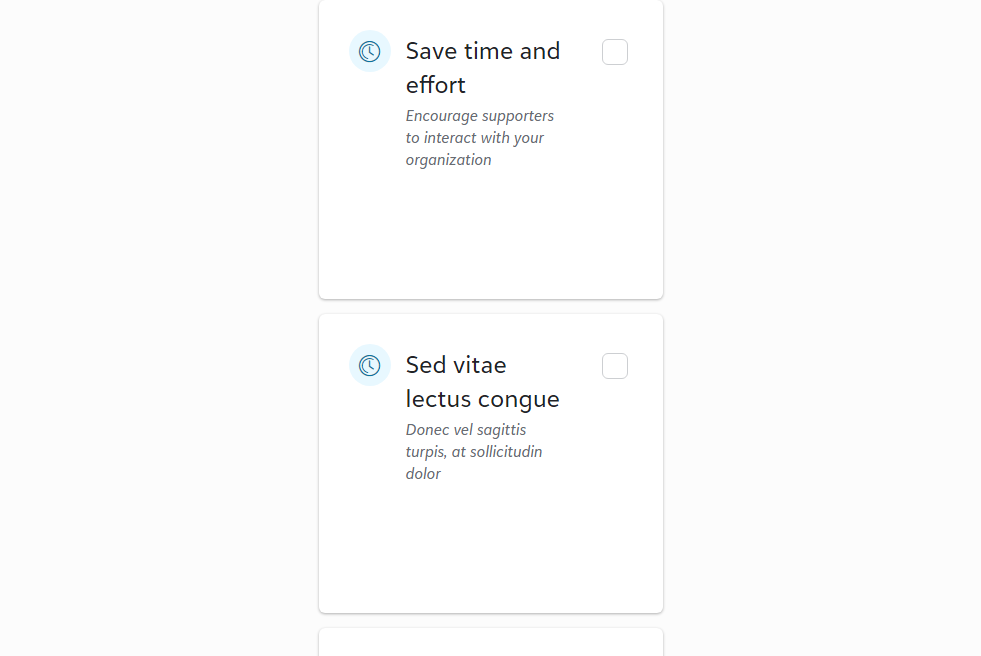 Save time and
effort
Encourage supporters
to interact with your
organization
Sed vitae
lectus congue
Donec vel sagittis
turpis, at sollicitudin
dolor